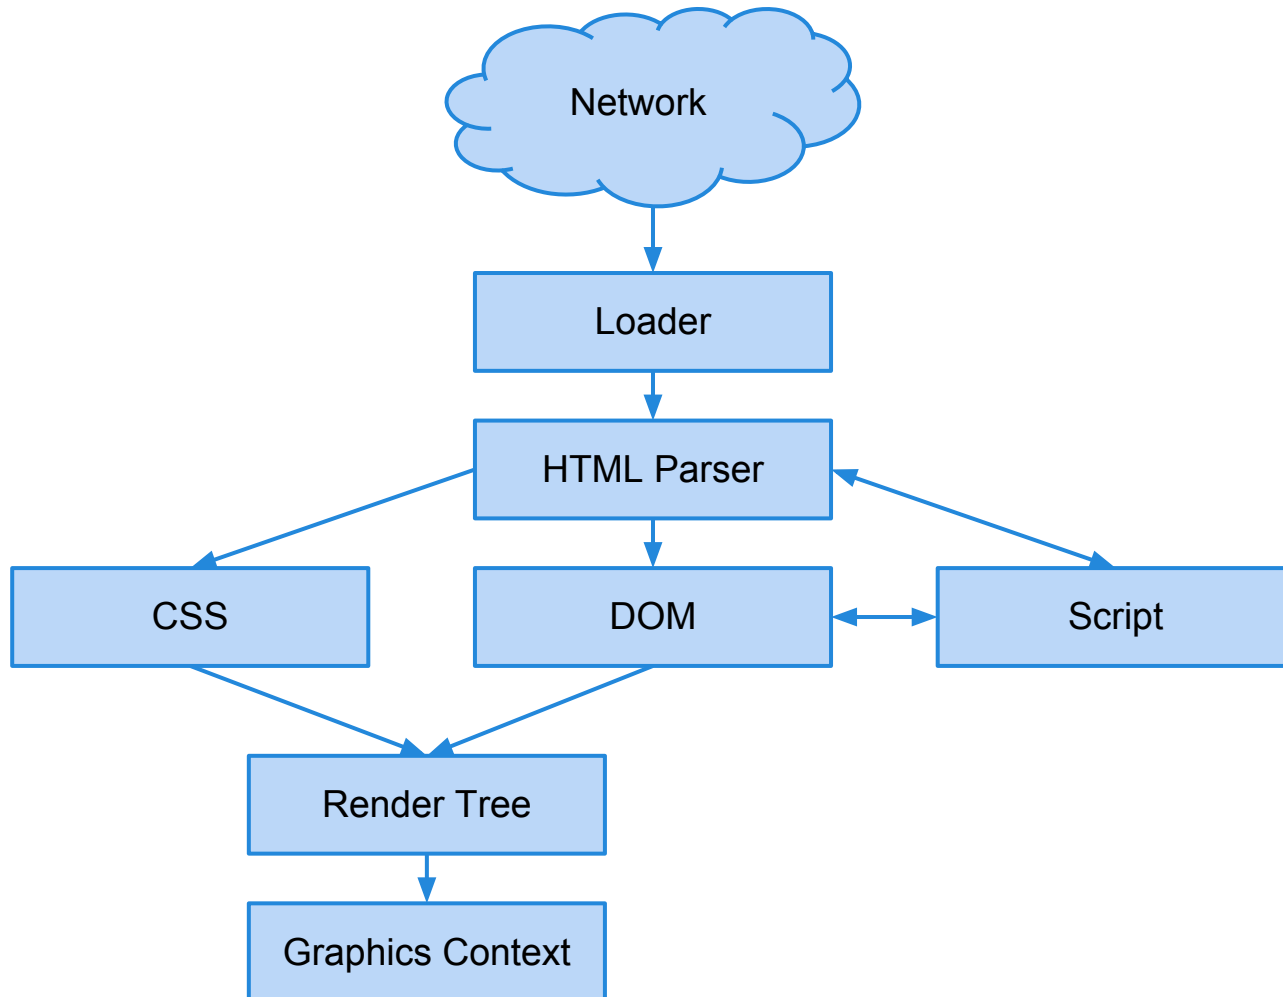 Network
Loader
HTML Parser
CSS
DOM
Script
Render Tree
Graphics Context